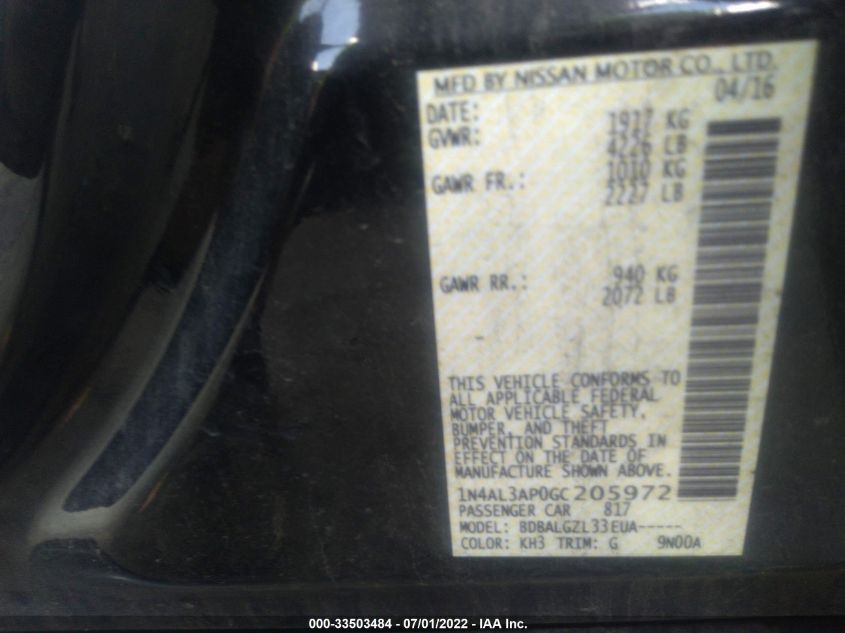 MFD BY NISSAN MOTOR CO., LTD.
DATE: 04/16
GVWR: 1917 KG
4226 LB
GAWR FR.: 1010 KG
2227 LB
GAWR RR.: 940 KG
2072 LB
THIS VEHICLE CONFORMS TO
ALL APPLICABLE FEDERAL
MOTOR VEHICLE SAFETY,
BUMPER, AND THEFT
PREVENTION STANDARDS IN
EFFECT ON THE DATE OF
MANUFACTURE SHOWN ABOVE.
1N4AL3AP0GC205972
PASSENGER CAR 817
MODEL: BDBALGZL33EUA-----
COLOR: KH3 TRIM: G 9N00A
000-33503484 - 07/01/2022 - IAA Inc.